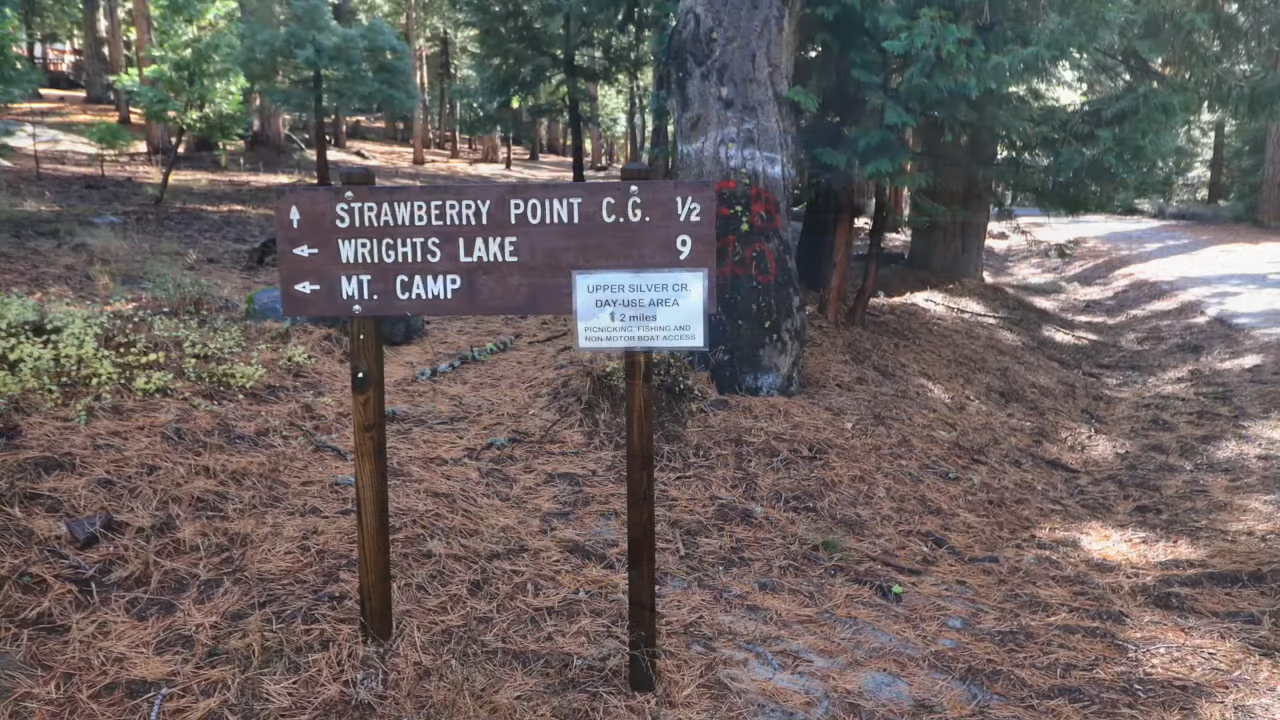 ↑ STRAWBERRY POINT C.G. ½
← WRIGHTS LAKE 9
← MT. CAMP
UPPER SILVER CR.
DAY-USE AREA
⬆ 2 miles
PICNICKING, FISHING AND
NON-MOTOR BOAT ACCESS